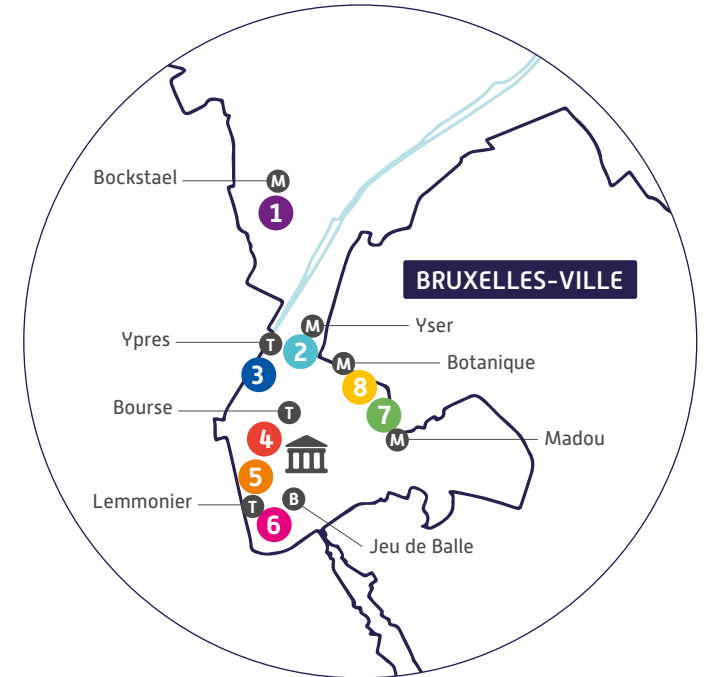 Bockstael
M
1
BRUXELLES-VILLE
M
Yser
Ypres
T
2
M
Botanique
3
8
Bourse
T
7
4
M
Madou
5
Lemmonier
T
B
6
Jeu de Balle